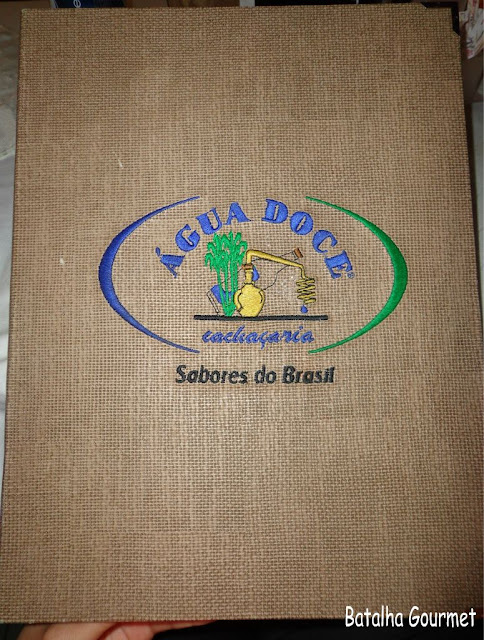 ÁGUA DOCE®
cachaçaria
Sabores do Brasil
Batalha Gourmet